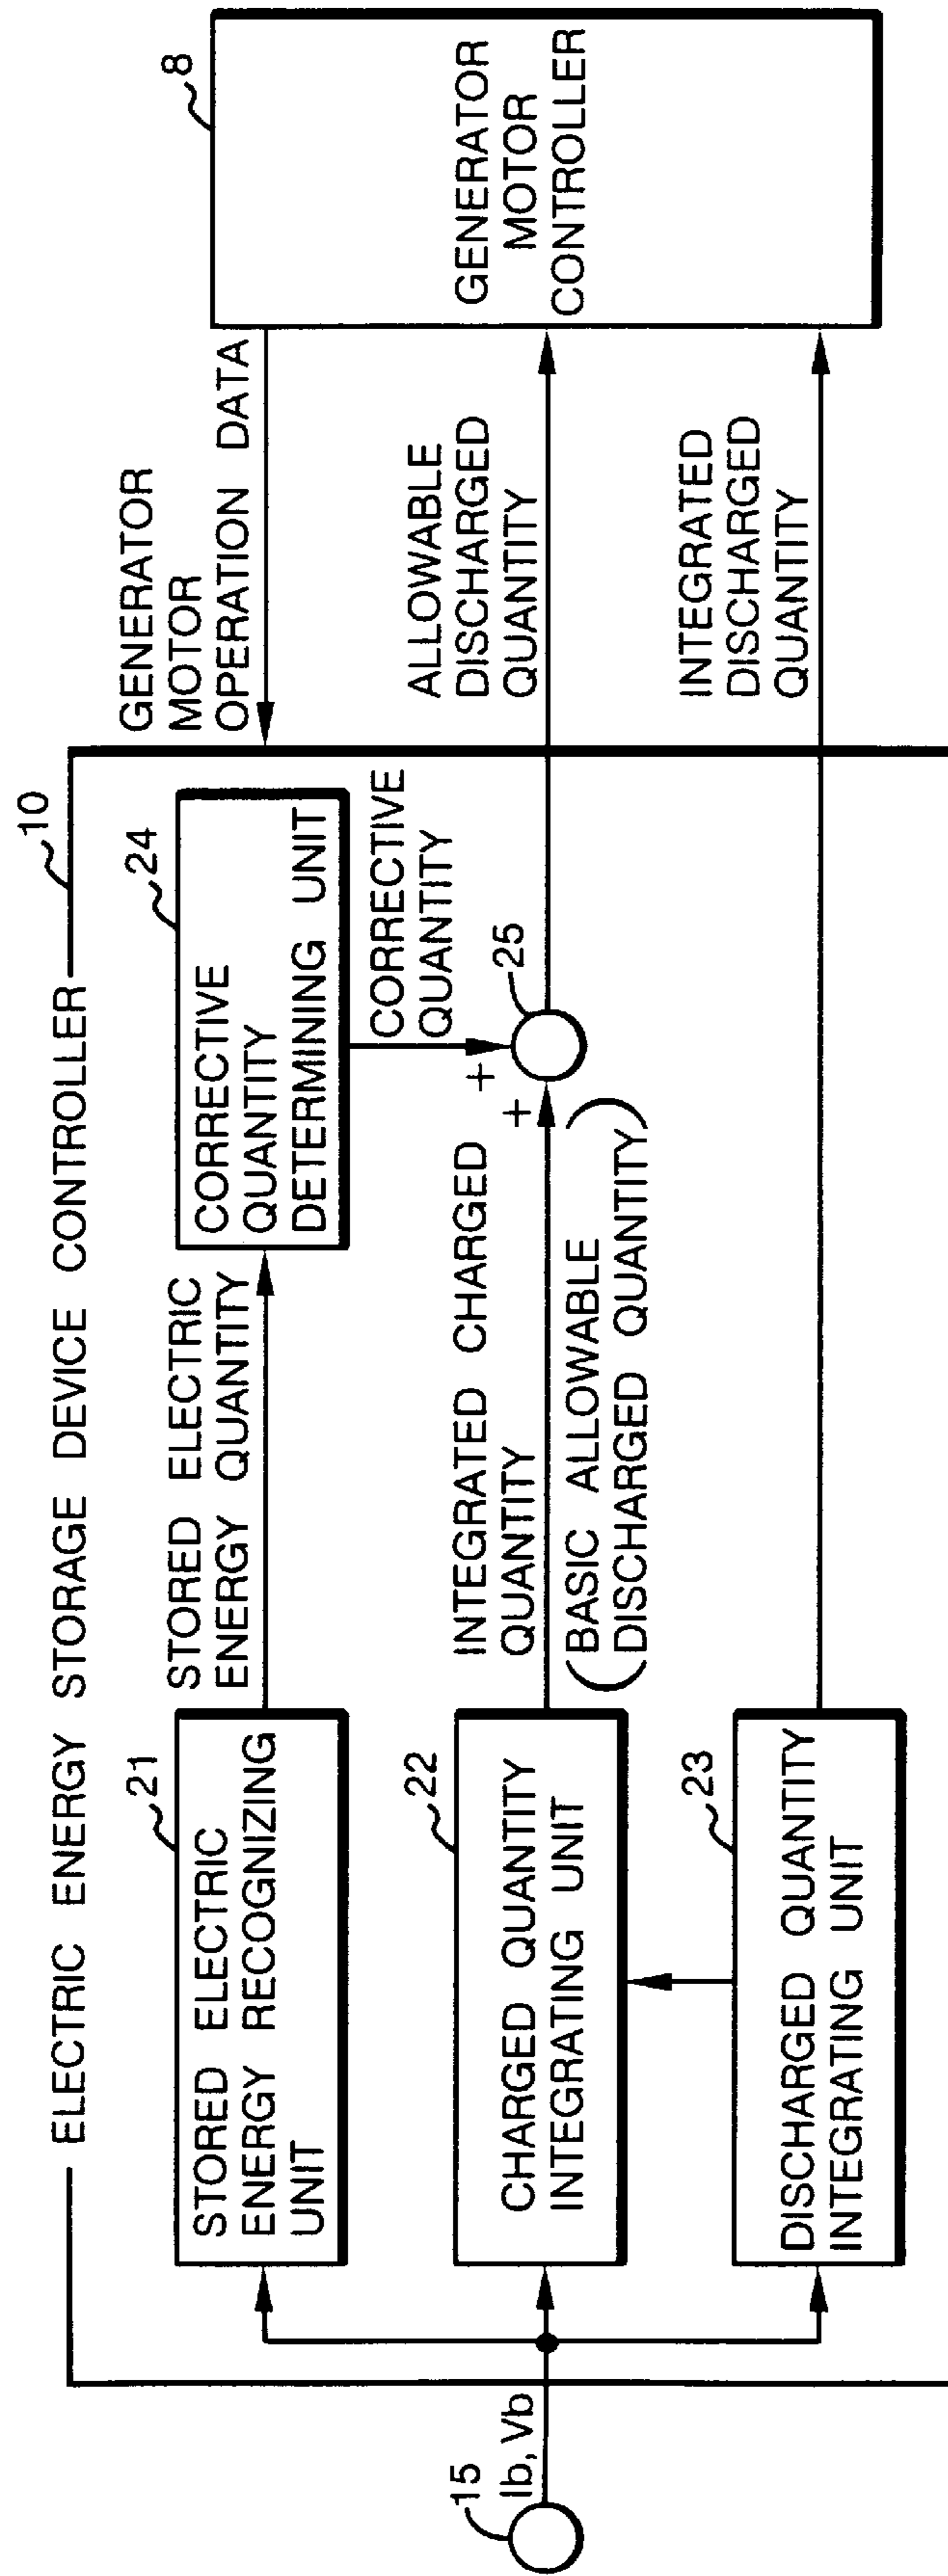 ELECTRIC ENERGY STORAGE DEVICE CONTROLLER
10
15
Ib, Vb
21
STORED ELECTRIC
ENERGY RECOGNIZING
UNIT
STORED ELECTRIC
ENERGY QUANTITY
24
CORRECTIVE
QUANTITY
DETERMINING UNIT
CORRECTIVE
QUANTITY
GENERATOR
MOTOR
OPERATION DATA
8
GENERATOR
MOTOR
CONTROLLER
22
CHARGED QUANTITY
INTEGRATING UNIT
INTEGRATED CHARGED
QUANTITY
(BASIC ALLOWABLE
DISCHARGED QUANTITY)
+
+
25
ALLOWABLE
DISCHARGED
QUANTITY
23
DISCHARGED QUANTITY
INTEGRATING UNIT
INTEGRATED
DISCHARGED
QUANTITY